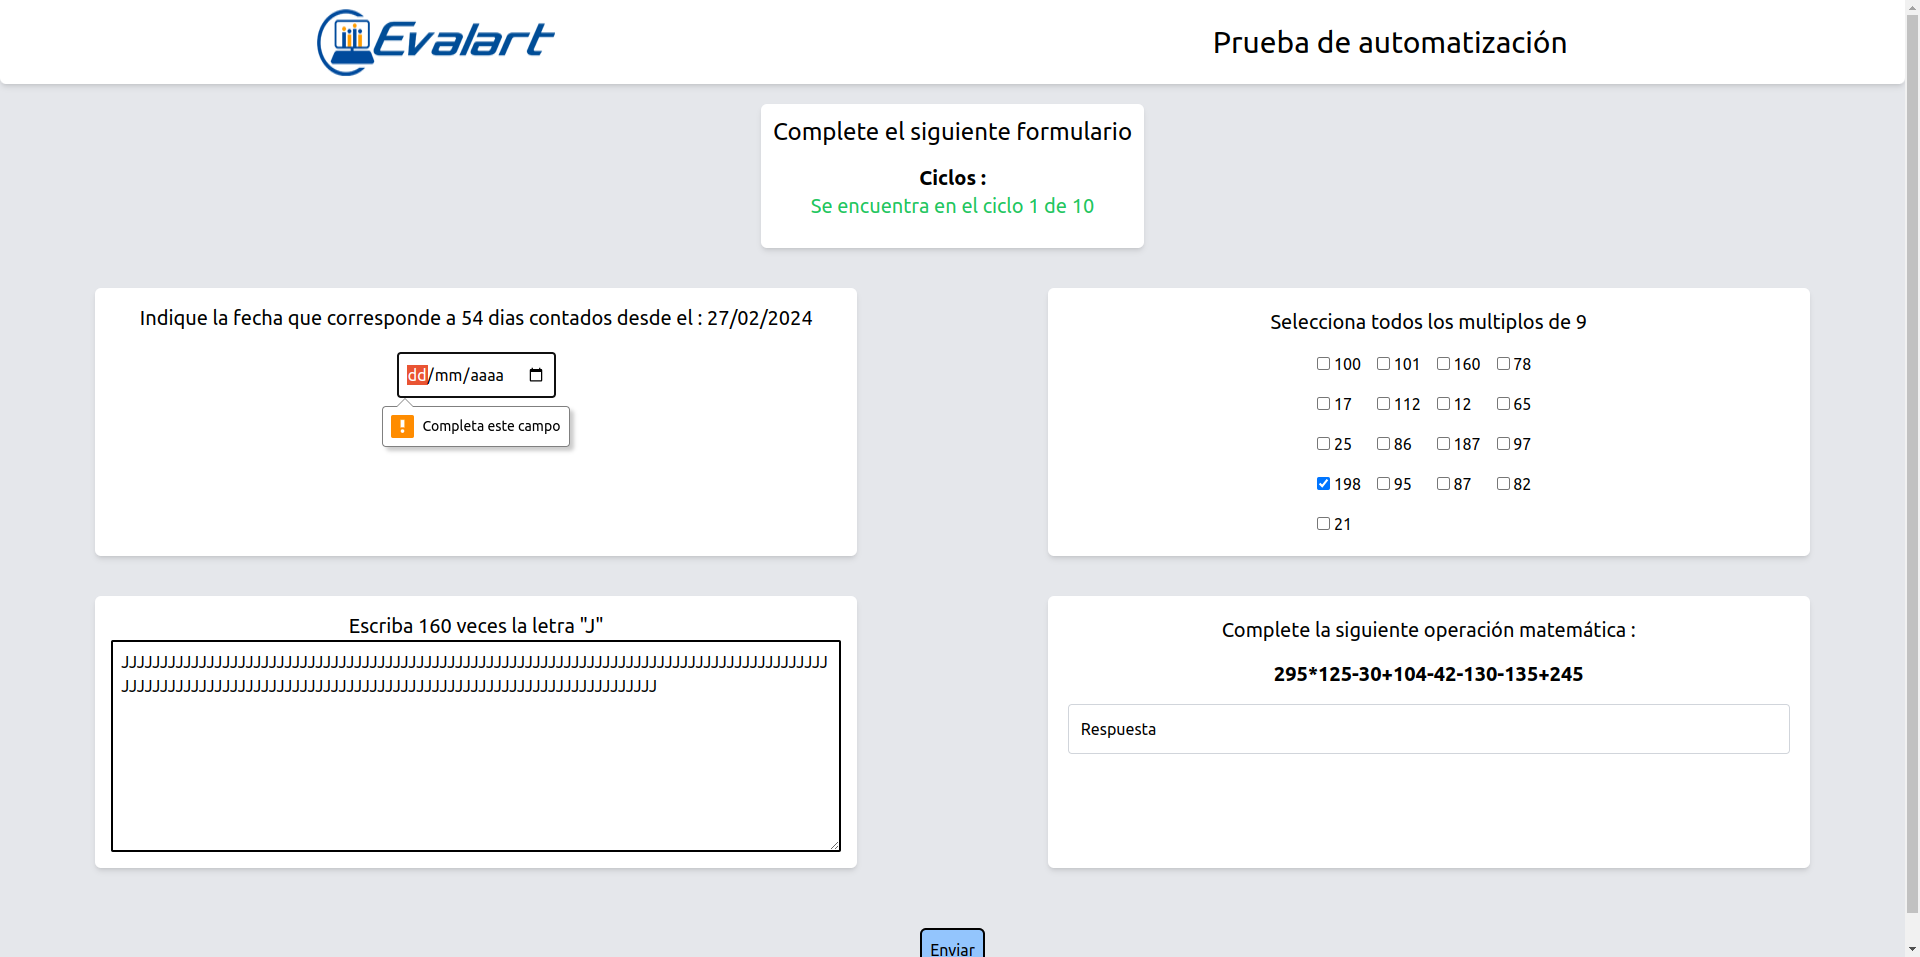 Evalart
Prueba de automatización
Complete el siguiente formulario
Ciclos :
Se encuentra en el ciclo 1 de 10
Indique la fecha que corresponde a 54 dias contados desde el : 27/02/2024
dd/mm/aaaa
Completa este campo
Selecciona todos los multiplos de 9
100 101 160 78
17 112 12 65
25 86 187 97
198 95 87 82
21
Escriba 160 veces la letra "J"
Complete la siguiente operación matemática :
295*125-30+104-42-130-135+245
Respuesta
Enviar